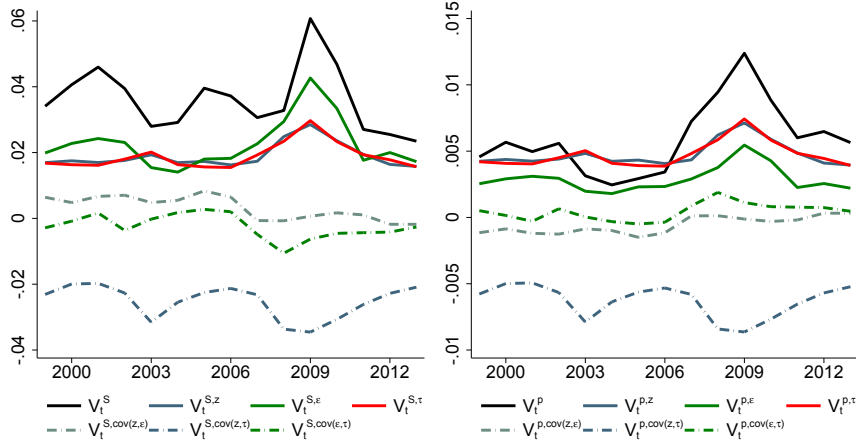 .06
.04
.02
0
-.02
-.04
2000 2003 2006 2009 2012
V_t^S V_t^{S,z} V_t^{S,ε} V_t^{S,τ}
V_t^{S,cov(z,ε)} V_t^{S,cov(z,τ)} V_t^{S,cov(ε,τ)}
.015
.01
.005
0
-.005
-.01
2000 2003 2006 2009 2012
V_t^p V_t^{p,z} V_t^{p,ε} V_t^{p,τ}
V_t^{p,cov(z,ε)} V_t^{p,cov(z,τ)} V_t^{p,cov(ε,τ)}